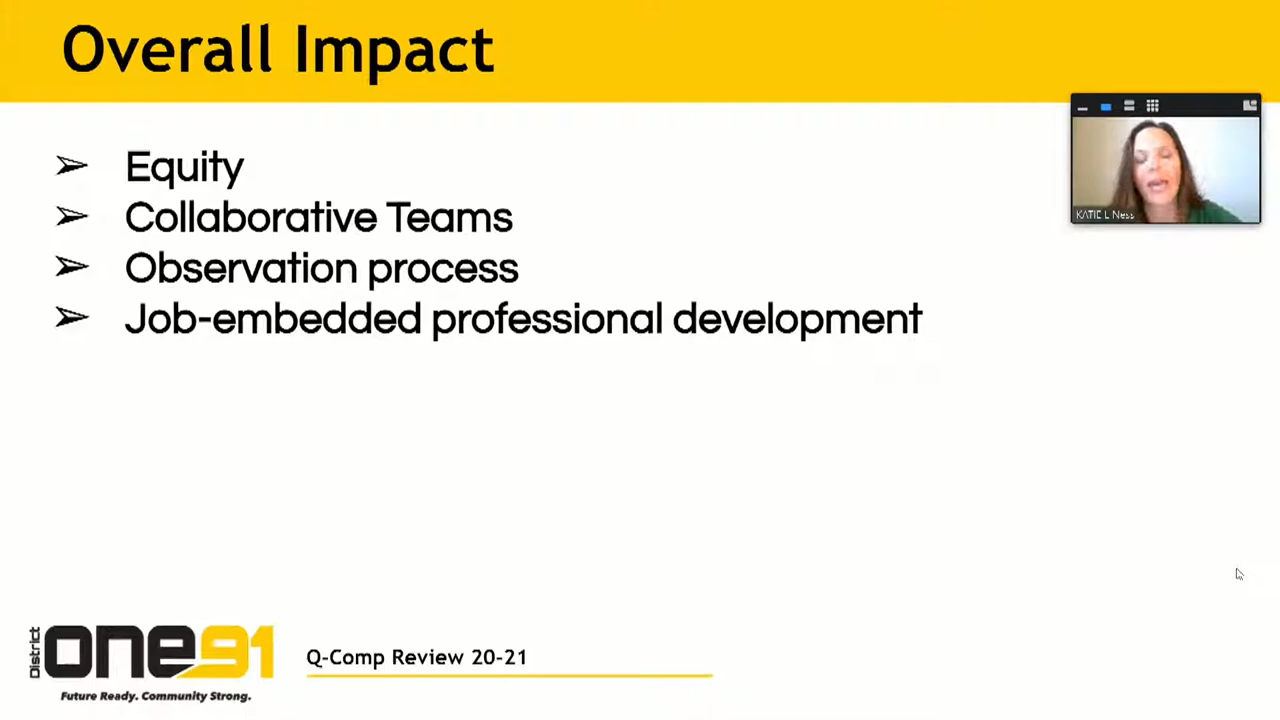 Overall Impact
➢ Equity
➢ Collaborative Teams
➢ Observation process
➢ Job-embedded professional development
KATIE L Ness
District one91
Future Ready. Community Strong.
Q-Comp Review 20-21